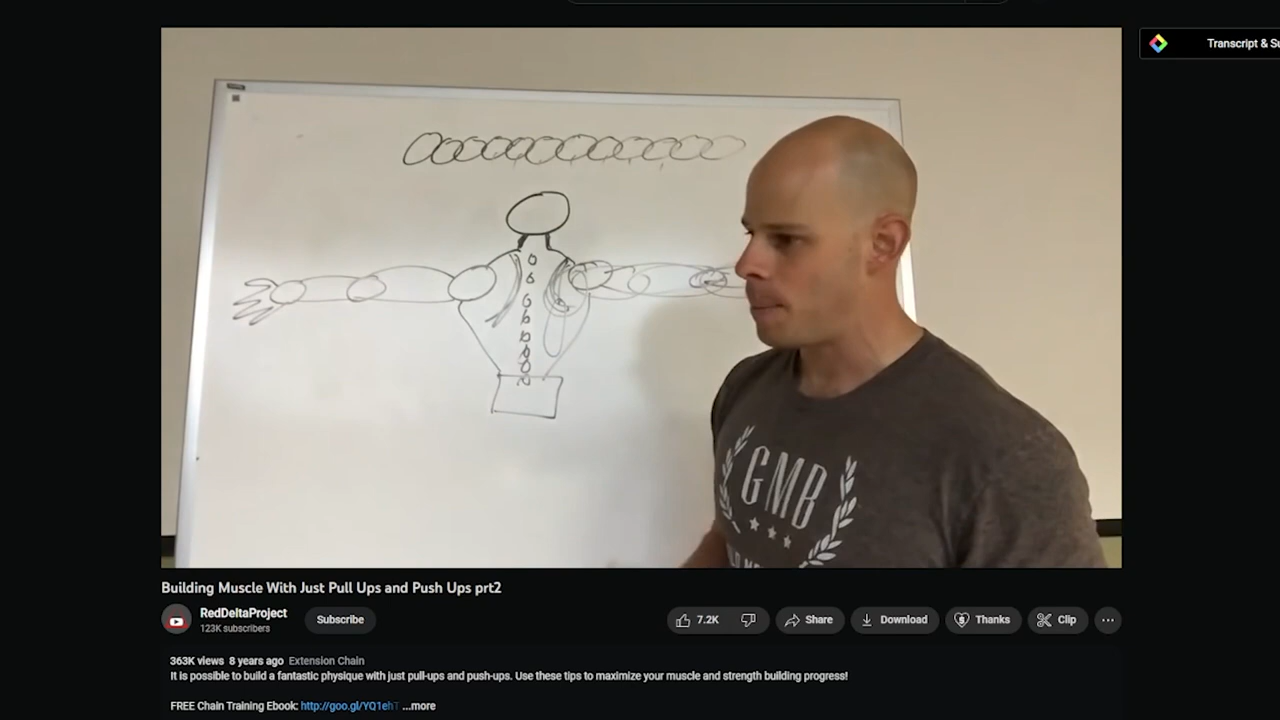 Transcript & Su
GMB
Building Muscle With Just Pull Ups and Push Ups prt2
RedDeltaProject
123K subscribers
Subscribe
7.2K
Share
Download
Thanks
Clip
363K views 8 years ago Extension Chain
It is possible to build a fantastic physique with just pull-ups and push-ups. Use these tips to maximize your muscle and strength building progress!
FREE Chain Training Ebook: http://goo.gl/YQ1ehT ...more